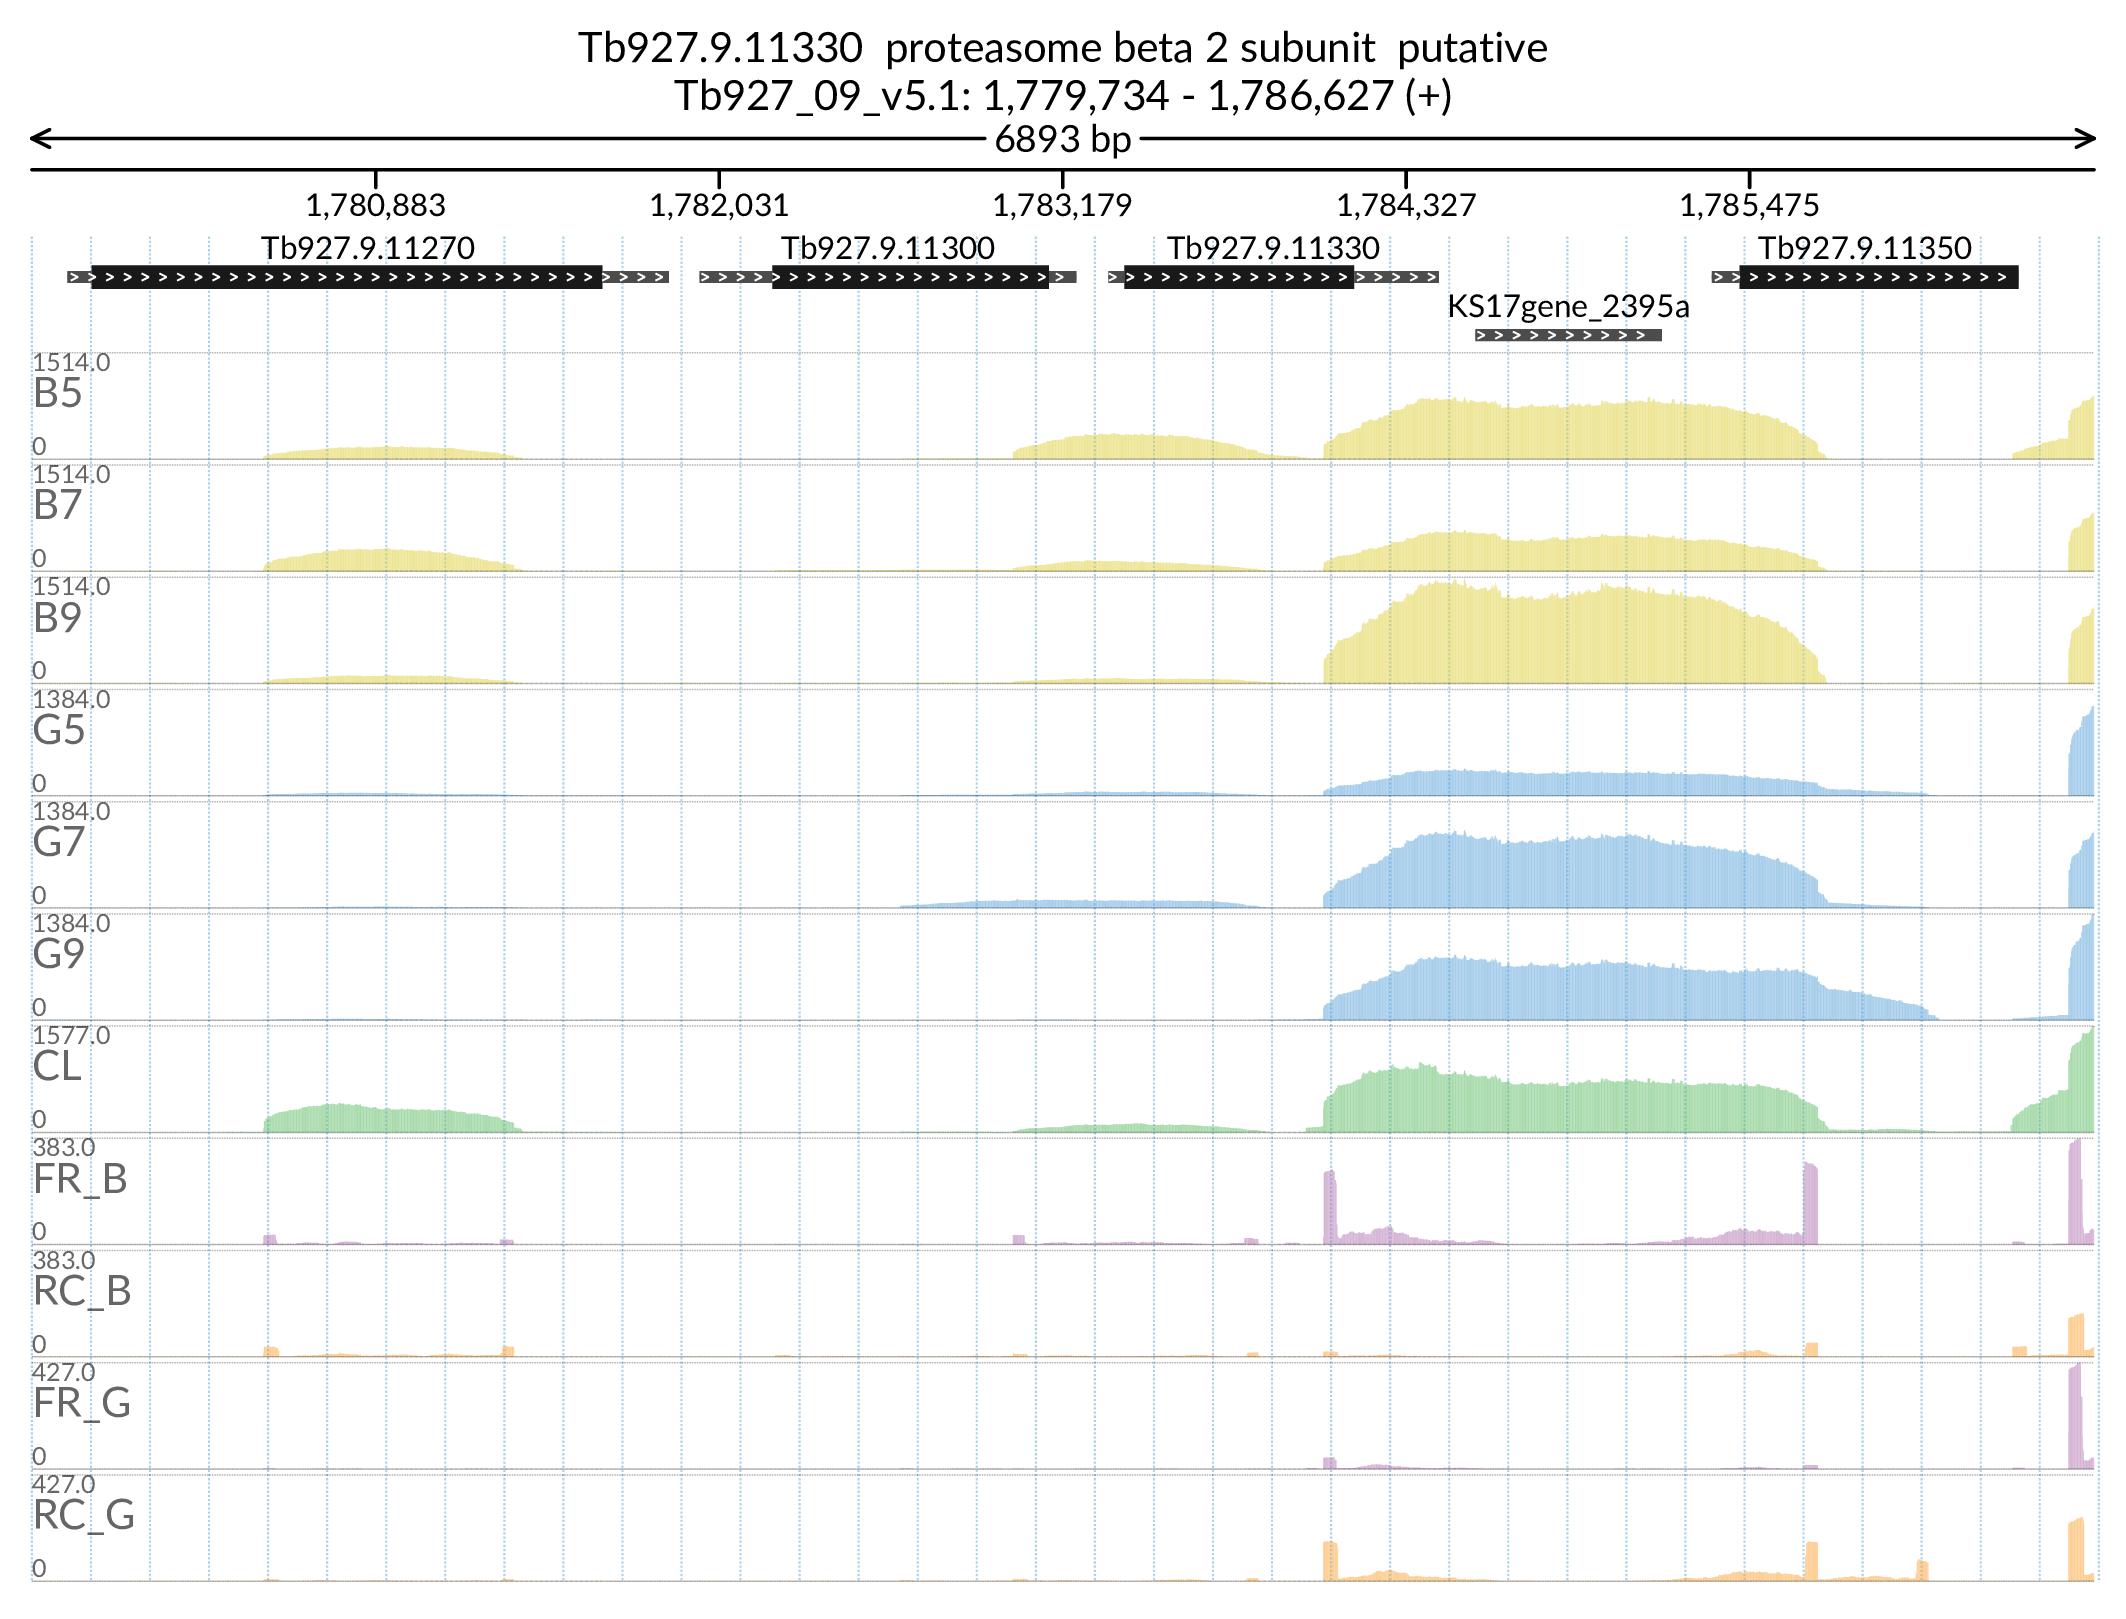 Tb927.9.11330  proteasome beta 2 subunit  putative
Tb927_09_v5.1: 1,779,734 - 1,786,627 (+)
6893 bp
1,780,883 1,782,031 1,783,179 1,784,327 1,785,475
Tb927.9.11270 Tb927.9.11300 Tb927.9.11330 Tb927.9.11350
KS17gene_2395a
1514.0
B5
0
1514.0
B7
0
1514.0
B9
0
1384.0
G5
0
1384.0
G7
0
1384.0
G9
0
1577.0
CL
0
383.0
FR_B
0
383.0
RC_B
0
427.0
FR_G
0
427.0
RC_G
0